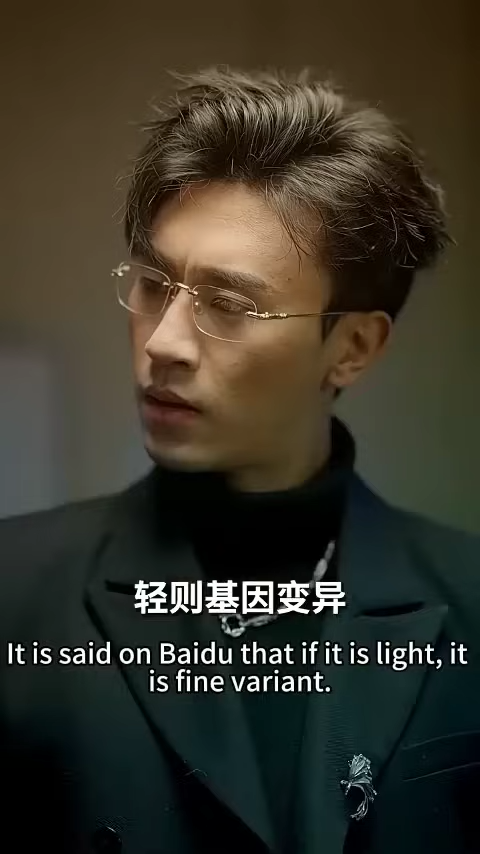 轻则基因变异
It is said on Baidu that if it is light, it
is fine variant.